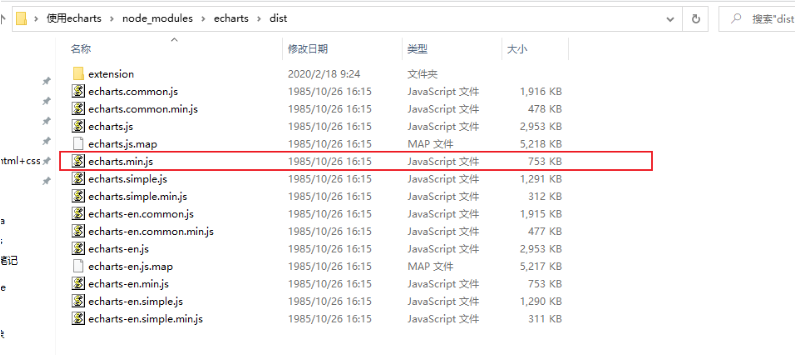 使用echarts > node_modules > echarts > dist
搜索"dist
名称 修改日期 类型 大小
extension 2020/2/18 9:24 文件夹
echarts.common.js 1985/10/26 16:15 JavaScript 文件 1,916 KB
echarts.common.min.js 1985/10/26 16:15 JavaScript 文件 478 KB
echarts.js 1985/10/26 16:15 JavaScript 文件 2,953 KB
echarts.js.map 1985/10/26 16:15 MAP 文件 5,218 KB
html+css
echarts.min.js 1985/10/26 16:15 JavaScript 文件 753 KB
echarts.simple.js 1985/10/26 16:15 JavaScript 文件 1,291 KB
echarts.simple.min.js 1985/10/26 16:15 JavaScript 文件 312 KB
echarts-en.common.js 1985/10/26 16:15 JavaScript 文件 1,915 KB
echarts-en.common.min.js 1985/10/26 16:15 JavaScript 文件 477 KB
echarts-en.js 1985/10/26 16:15 JavaScript 文件 2,953 KB
笔记
echarts-en.js.map 1985/10/26 16:15 MAP 文件 5,217 KB
echarts-en.min.js 1985/10/26 16:15 JavaScript 文件 753 KB
echarts-en.simple.js 1985/10/26 16:15 JavaScript 文件 1,290 KB
echarts-en.simple.min.js 1985/10/26 16:15 JavaScript 文件 311 KB